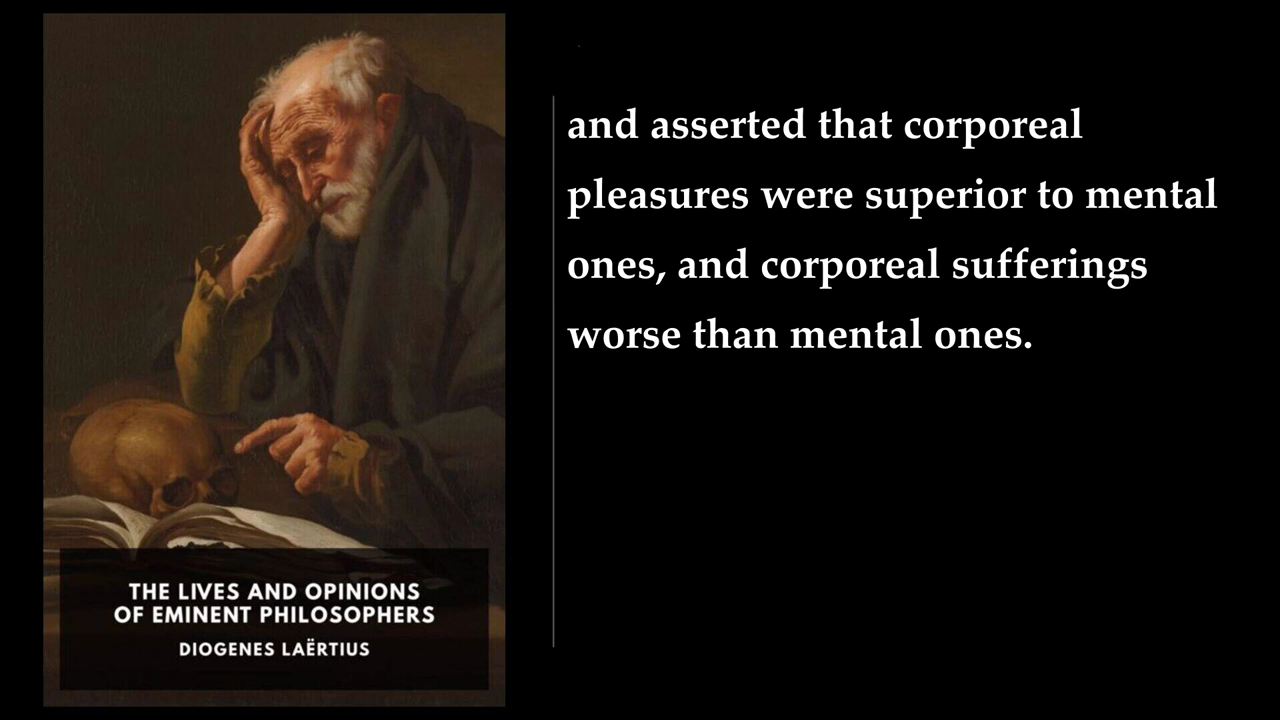 THE LIVES AND OPINIONS
OF EMINENT PHILOSOPHERS
DIOGENES LAËRTIUS
and asserted that corporeal
pleasures were superior to mental
ones, and corporeal sufferings
worse than mental ones.